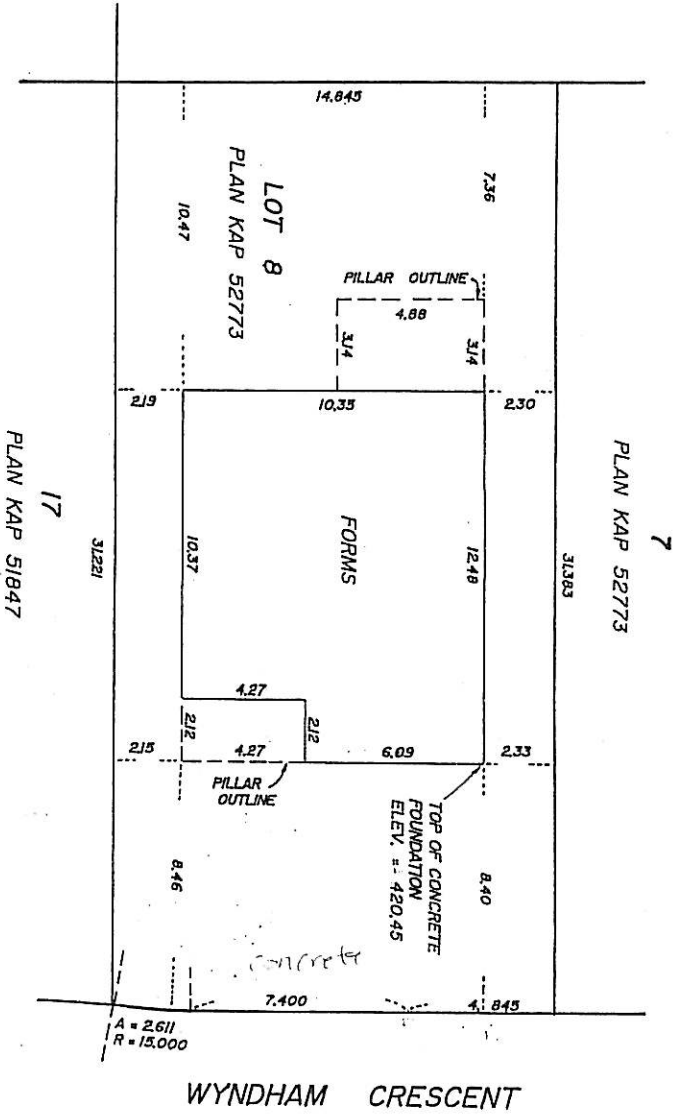 14.845
7.36
10.47
LOT 8
PLAN KAP 52773
PILLAR OUTLINE
4.88
3.14
3.14
2.19
10.35
2.30
7
PLAN KAP 52773
17
PLAN KAP 51847
31.221
10.37
FORMS
12.48
31.383
4.27
2.12
2.12
2.15
4.27
6.09
2.33
PILLAR
OUTLINE
TOP OF CONCRETE
FOUNDATION
ELEV. = 420.45
8.46
8.40
concrete
7.400
4.845
A = 2.611
R = 15.000
WYNDHAM CRESCENT